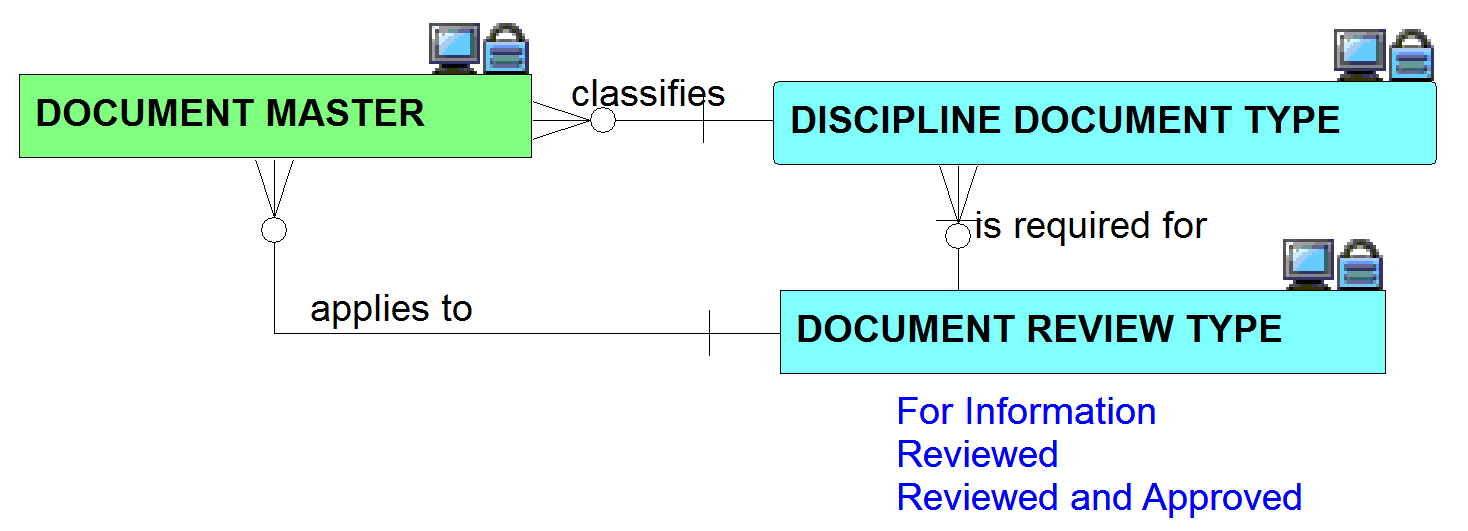 DOCUMENT MASTER
classifies
DISCIPLINE DOCUMENT TYPE
is required for
applies to
DOCUMENT REVIEW TYPE
For Information
Reviewed
Reviewed and Approved